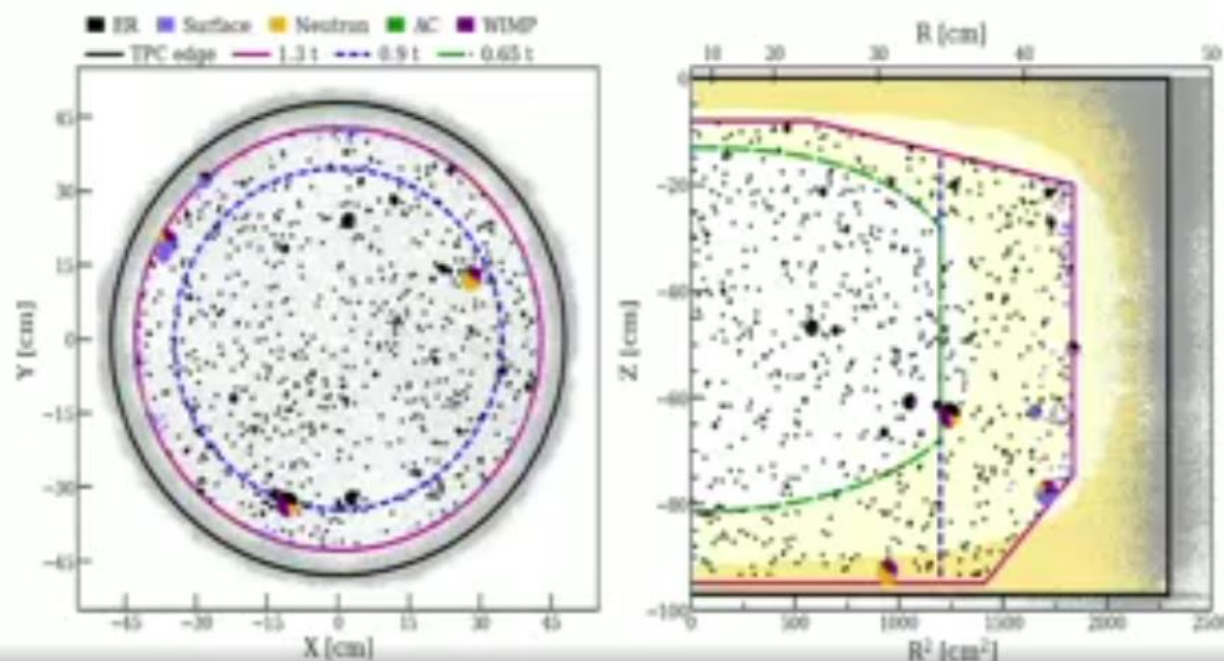 ER Surface Neutron AC WIMP
TPC edge 1.3 t 0.9 t 0.65 t
R [cm]
10 20 30 40 50
45
30
15
0
−15
−30
−45
Y [cm]
−45 −30 −15 0 15 30 45
X [cm]
0
−20
−40
−60
−80
−100
Z [cm]
0 500 1000 1500 2000 2500
R² [cm²]